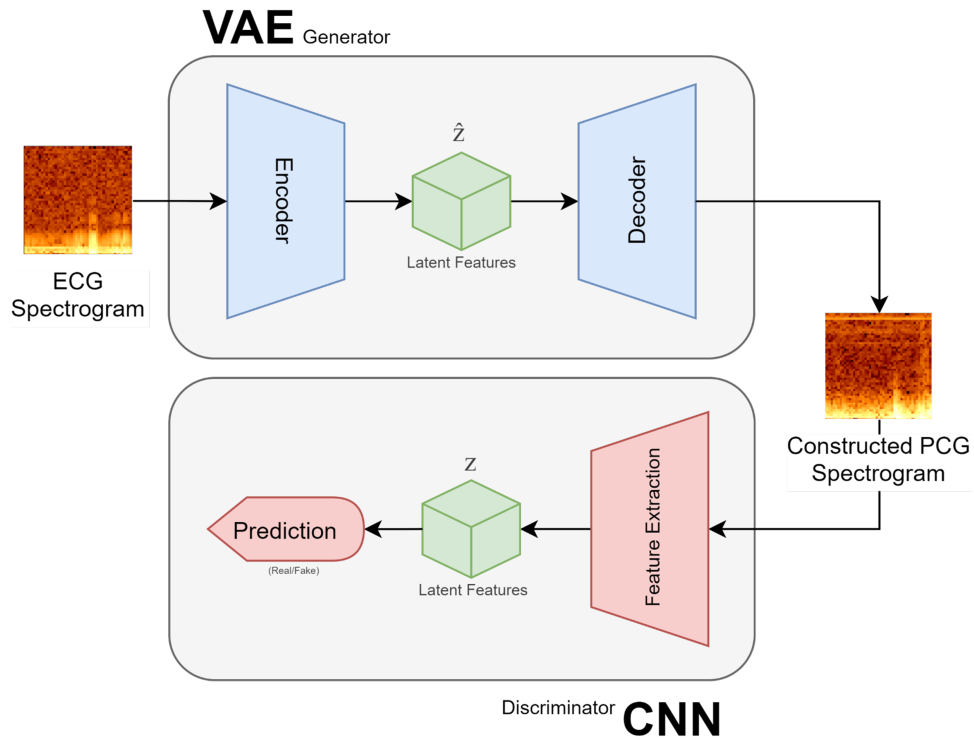 VAE Generator
Encoder
ẑ
Latent Features
Decoder
ECG
Spectrogram
Constructed PCG
Spectrogram
Feature Extraction
z
Latent Features
Prediction
(Real/Fake)
Discriminator CNN